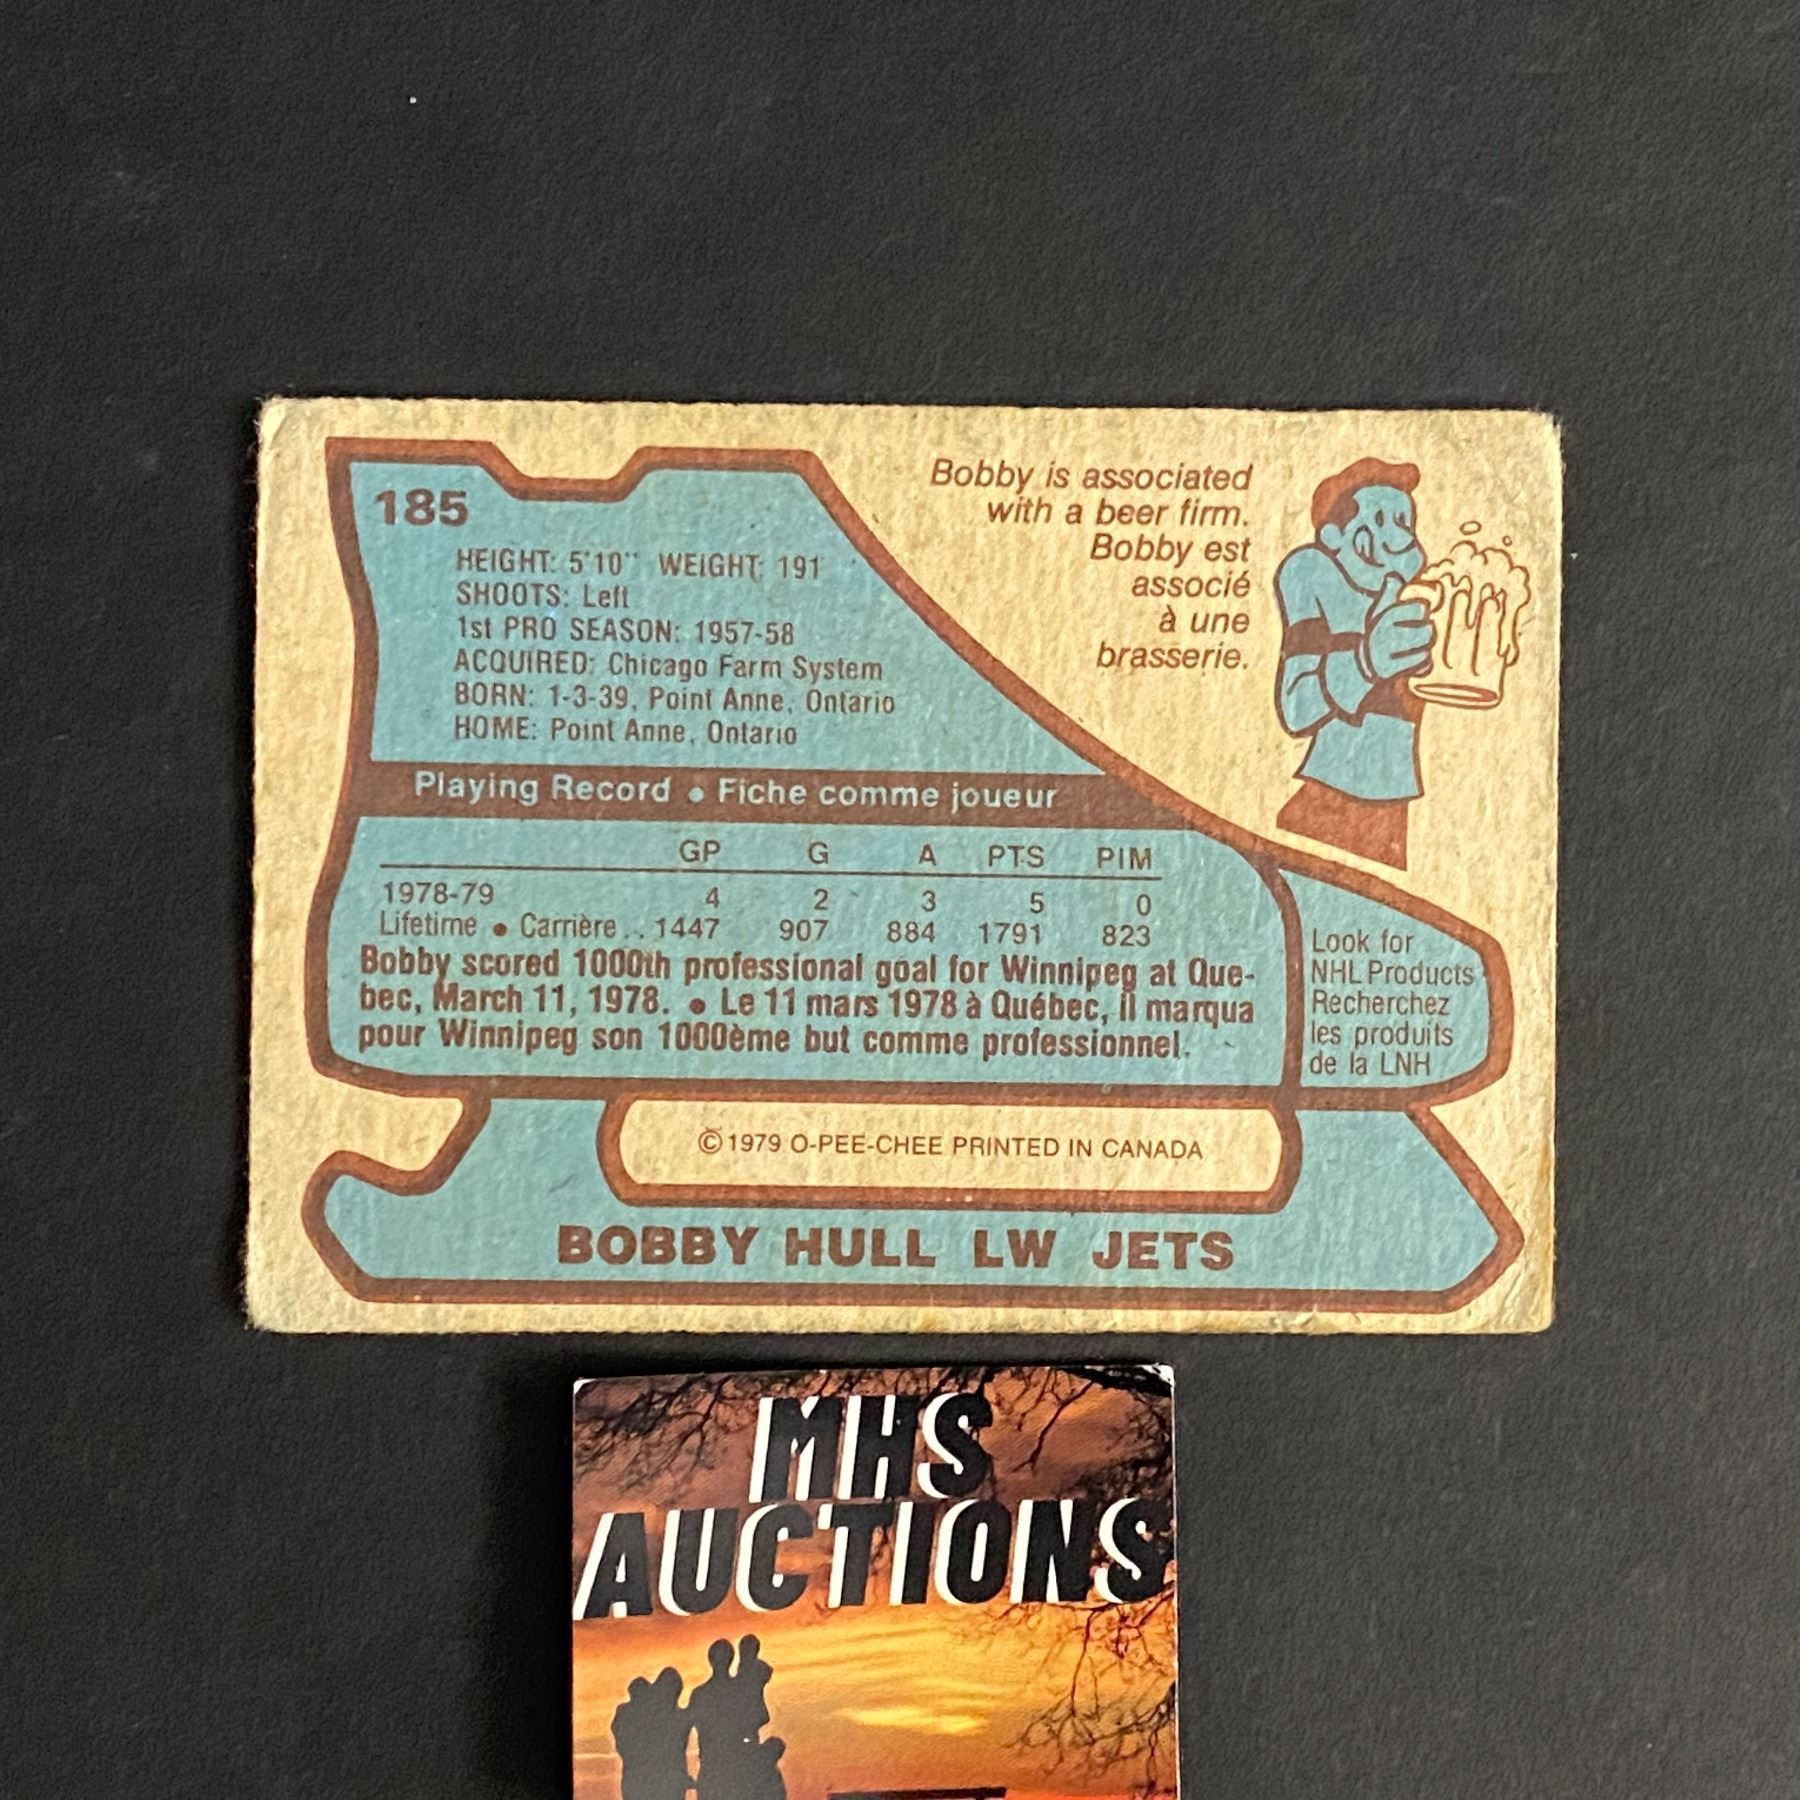 185
HEIGHT: 5'10" WEIGHT: 191
SHOOTS: Left
1st PRO SEASON: 1957-58
ACQUIRED: Chicago Farm System
BORN: 1-3-39, Point Anne, Ontario
HOME: Point Anne, Ontario
Bobby is associated
with a beer firm.
Bobby est
associé
à une
brasserie.
Playing Record • Fiche comme joueur
GP G A PTS PIM
1978-79 4 2 3 5 0
Lifetime • Carrière .. 1447 907 884 1791 823
Bobby scored 1000th professional goal for Winnipeg at Que-
bec, March 11, 1978. • Le 11 mars 1978 à Québec, il marqua
pour Winnipeg son 1000ème but comme professionnel.
Look for
NHL Products
Recherchez
les produits
de la LNH
© 1979 O-PEE-CHEE PRINTED IN CANADA
BOBBY HULL LW JETS
MHS
AUCTIONS